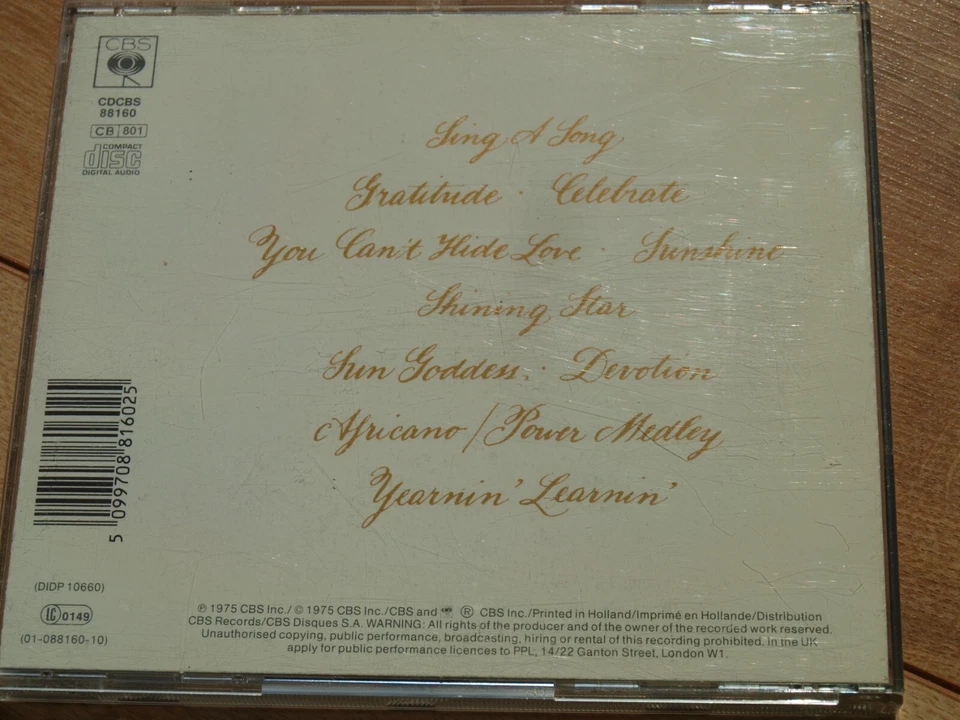 CBS
CDCBS
88160
CB 801
COMPACT
disc
DIGITAL AUDIO
Sing A Song
Gratitude · Celebrate
You Can't Hide Love · Sunshine
Shining Star
Sun Goddess · Devotion
Africano / Power Medley
Yearnin' Learnin'
5 099708 816025
(DIDP 10660)
LC 0149
(01-088160-10)
℗ 1975 CBS Inc./ © 1975 CBS Inc./CBS and ® CBS Inc./Printed in Holland/Imprimé en Hollande/Distribution
CBS Records/CBS Disques S.A. WARNING: All rights of the producer and of the owner of the recorded work reserved.
Unauthorised copying, public performance, broadcasting, hiring or rental of this recording prohibited. In the UK
apply for public performance licences to PPL, 14/22 Ganton Street, London W1.